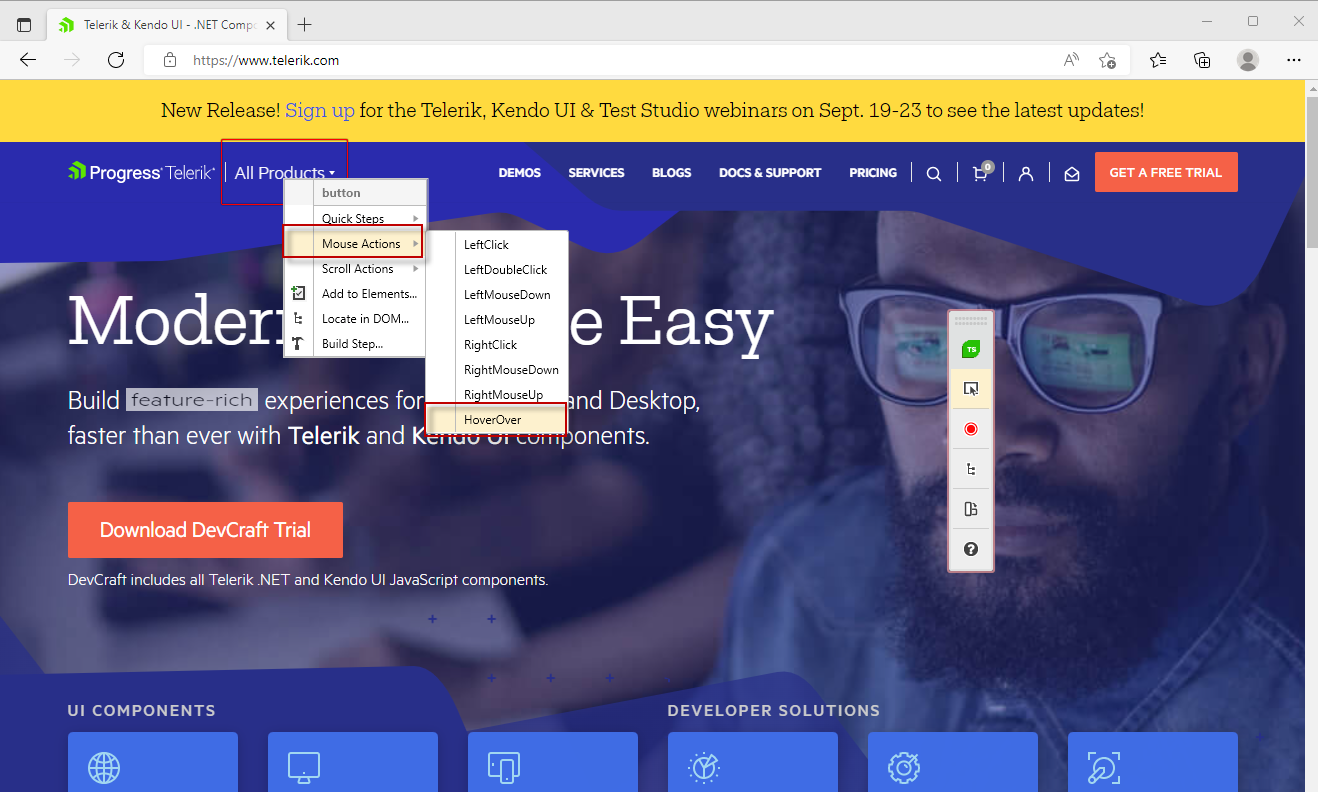 Telerik & Kendo UI - .NET Compo
https://www.telerik.com
New Release! Sign up for the Telerik, Kendo UI & Test Studio webinars on Sept. 19-23 to see the latest updates!
Progress Telerik All Products DEMOS SERVICES BLOGS DOCS & SUPPORT PRICING 0 GET A FREE TRIAL
button
Quick Steps
Mouse Actions
Scroll Actions
Add to Elements...
Locate in DOM...
Build Step...
LeftClick
LeftDoubleClick
LeftMouseDown
LeftMouseUp
RightClick
RightMouseDown
RightMouseUp
HoverOver
Modern e Easy
TS
Build feature-rich experiences for and Desktop,
faster than ever with Telerik and Kendo UI components.
Download DevCraft Trial
DevCraft includes all Telerik .NET and Kendo UI JavaScript components.
UI COMPONENTS DEVELOPER SOLUTIONS